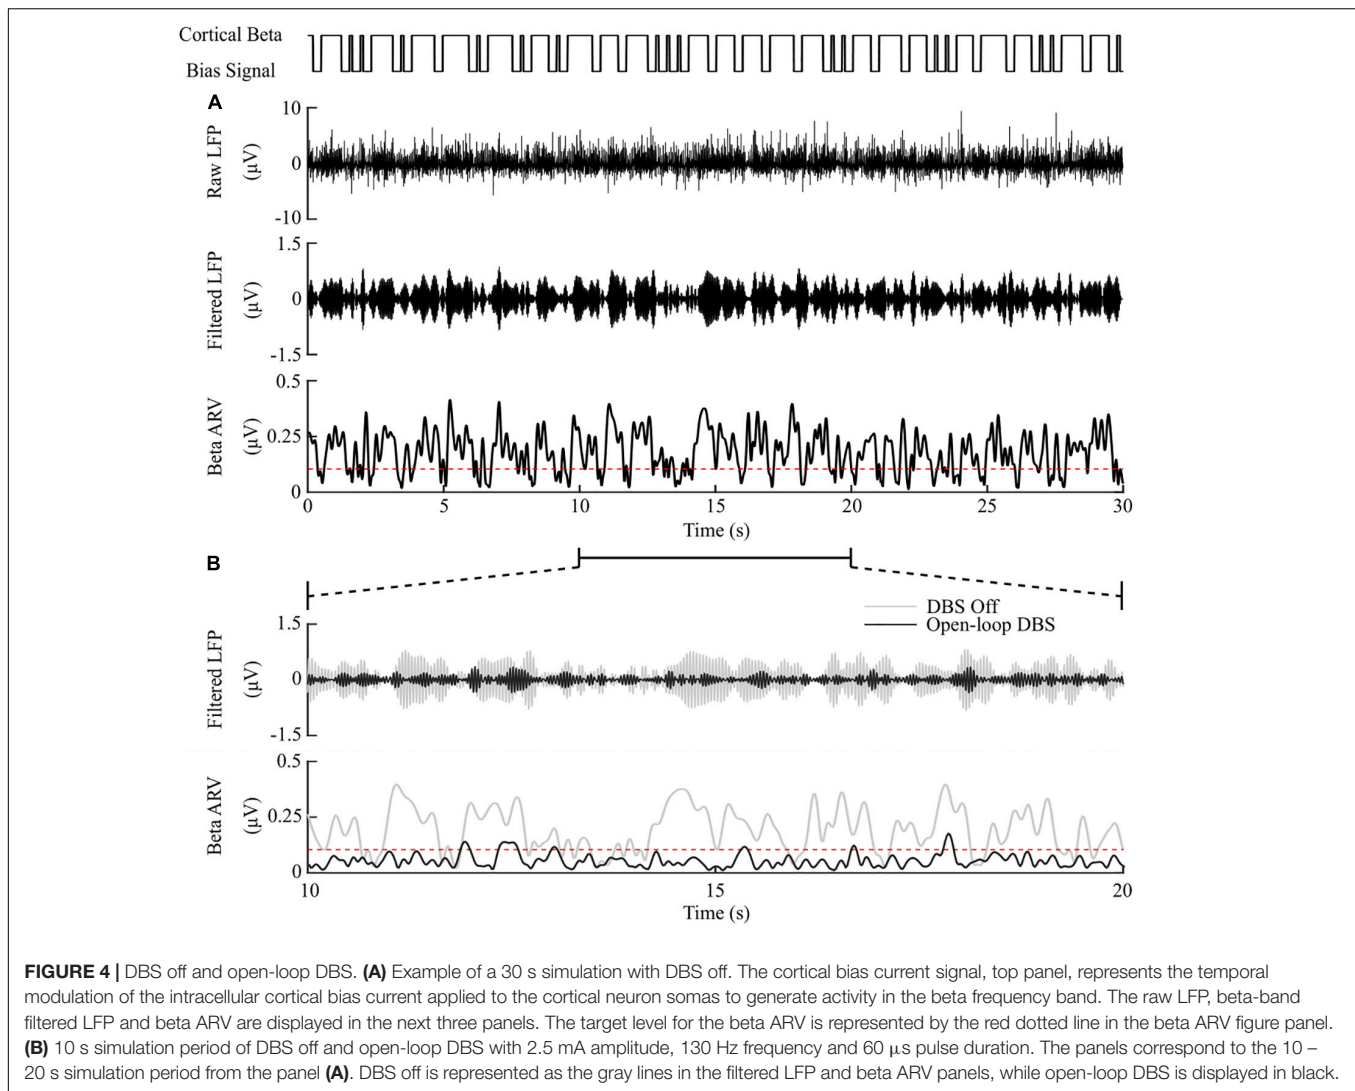 Cortical Beta
Bias Signal
A
Raw LFP
(µV)
10
0
-10
Filtered LFP
(µV)
1.5
0
-1.5
Beta ARV
(µV)
0.5
0.25
0
0 5 10 15 20 25 30
Time (s)
B
DBS Off
Open-loop DBS
Filtered LFP
(µV)
1.5
0
-1.5
Beta ARV
(µV)
0.5
0.25
0
10 15 20
Time (s)
FIGURE 4 | DBS off and open-loop DBS. (A) Example of a 30 s simulation with DBS off. The cortical bias current signal, top panel, represents the temporal
modulation of the intracellular cortical bias current applied to the cortical neuron somas to generate activity in the beta frequency band. The raw LFP, beta-band
filtered LFP and beta ARV are displayed in the next three panels. The target level for the beta ARV is represented by the red dotted line in the beta ARV figure panel.
(B) 10 s simulation period of DBS off and open-loop DBS with 2.5 mA amplitude, 130 Hz frequency and 60 µs pulse duration. The panels correspond to the 10 –
20 s simulation period from the panel (A). DBS off is represented as the gray lines in the filtered LFP and beta ARV panels, while open-loop DBS is displayed in black.